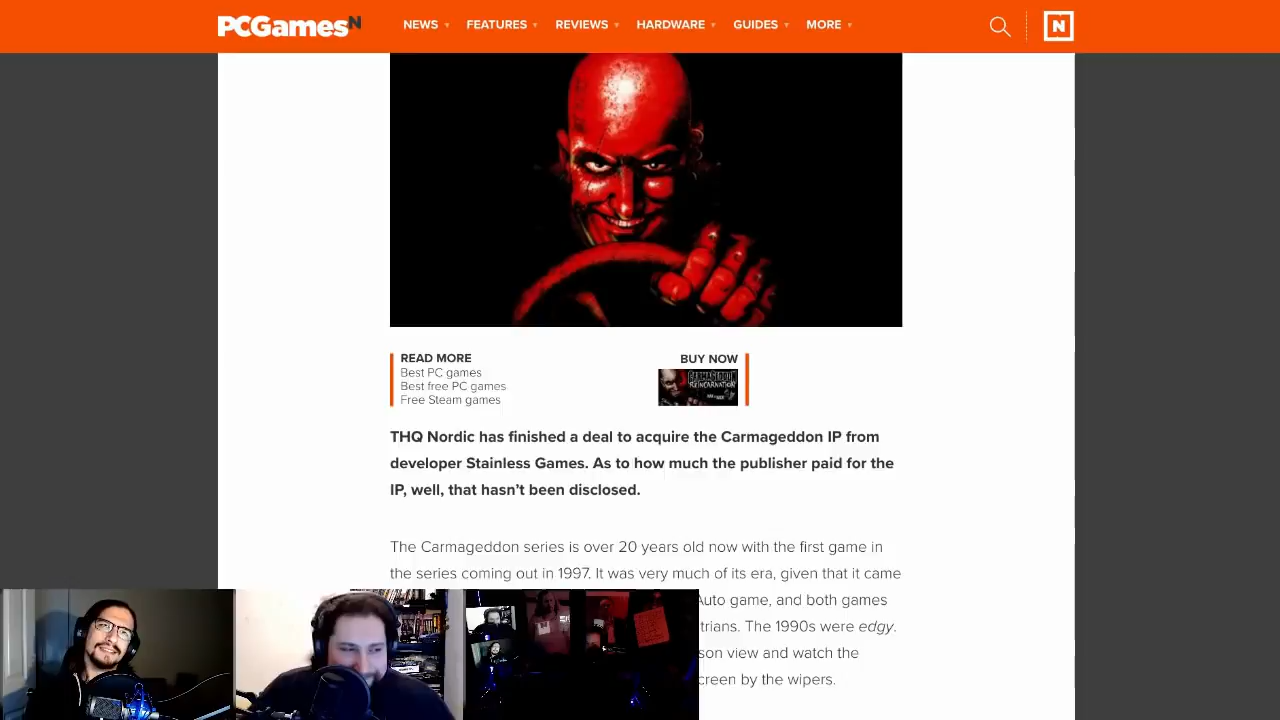 PCGamesN
NEWS FEATURES REVIEWS HARDWARE GUIDES MORE
N
READ MORE
Best PC games
Best free PC games
Free Steam games
BUY NOW
CARMAGEDDON
REINCARNATION
THQ Nordic has finished a deal to acquire the Carmageddon IP from
developer Stainless Games. As to how much the publisher paid for the
IP, well, that hasn’t been disclosed.
The Carmageddon series is over 20 years old now with the first game in
the series coming out in 1997. It was very much of its era, given that it came
Auto game, and both games
trians. The 1990s were edgy.
son view and watch the
creen by the wipers.